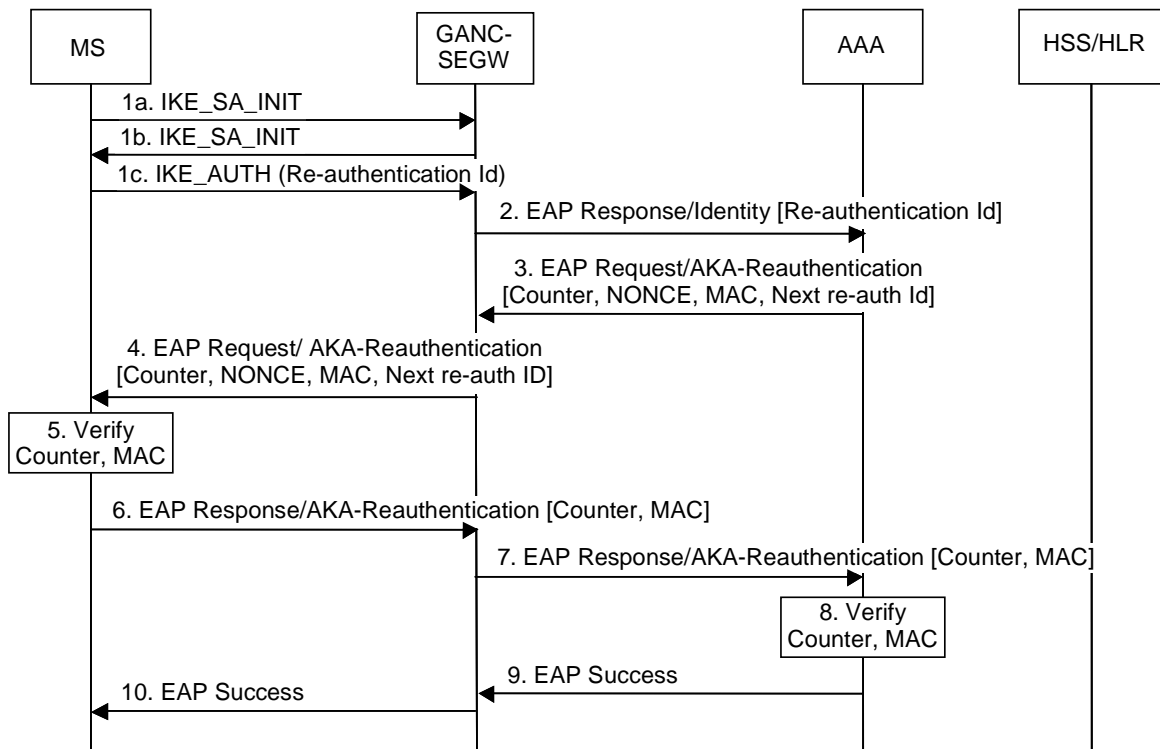 MS
GANC-
SEGW
AAA
HSS/HLR
1a. IKE_SA_INIT
1b. IKE_SA_INIT
1c. IKE_AUTH (Re-authentication Id)
2. EAP Response/Identity [Re-authentication Id]
3. EAP Request/AKA-Reauthentication
[Counter, NONCE, MAC, Next re-auth Id]
4. EAP Request/ AKA-Reauthentication
[Counter, NONCE, MAC, Next re-auth ID]
5. Verify
Counter, MAC
6. EAP Response/AKA-Reauthentication [Counter, MAC]
7. EAP Response/AKA-Reauthentication [Counter, MAC]
8. Verify
Counter, MAC
9. EAP Success
10. EAP Success